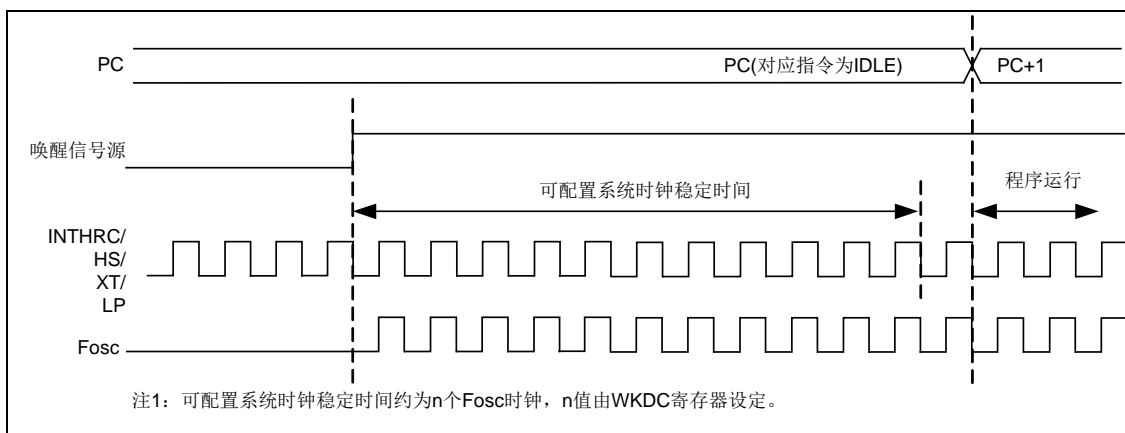 PC
PC(对应指令为IDLE)
PC+1
唤醒信号源
可配置系统时钟稳定时间
程序运行
INTHRC/
HS/
XT/
LP
Fosc
注1：可配置系统时钟稳定时间约为n个Fosc时钟，n值由WKDC寄存器设定。